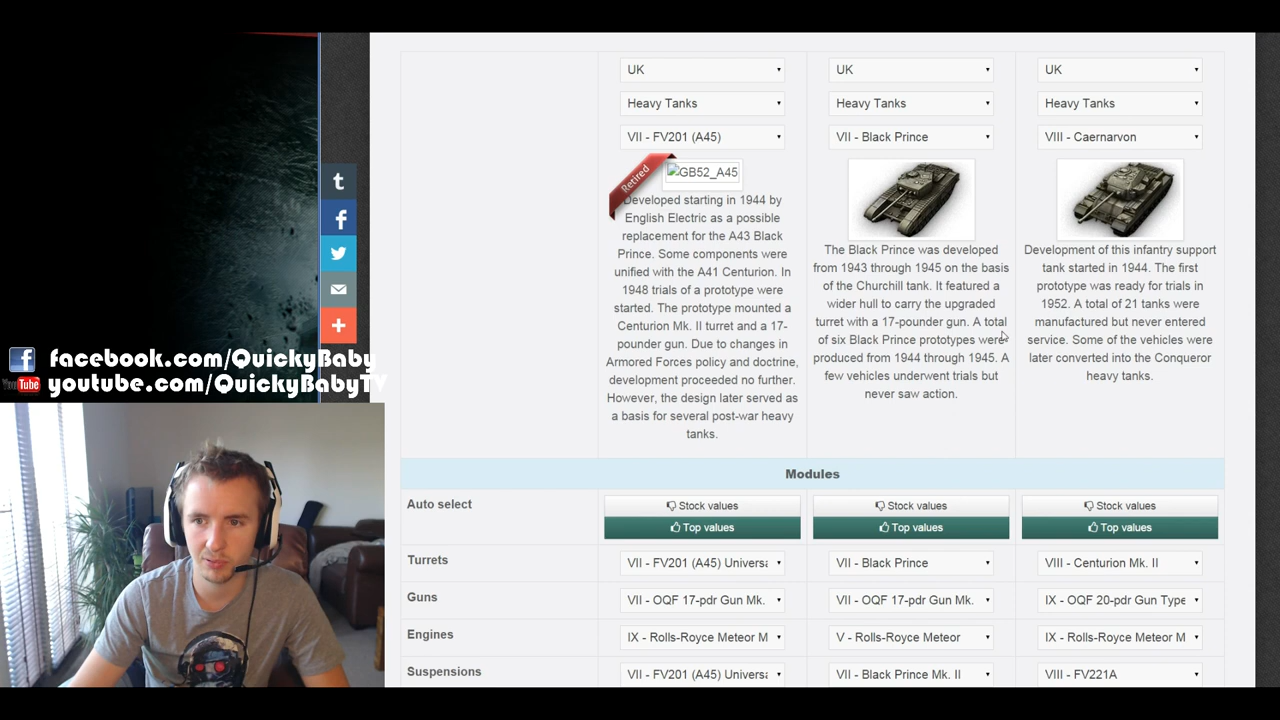 UK
UK
UK
Heavy Tanks
Heavy Tanks
Heavy Tanks
VII - FV201 (A45)
VII - Black Prince
VIII - Caernarvon
Retired
GB52_A45
Developed starting in 1944 by
English Electric as a possible
replacement for the A43 Black
Prince. Some components were
unified with the A41 Centurion. In
1948 trials of a prototype were
started. The prototype mounted a
Centurion Mk. II turret and a 17-
pounder gun. Due to changes in
Armored Forces policy and doctrine,
development proceeded no further.
However, the design later served as
a basis for several post-war heavy
tanks.
The Black Prince was developed
from 1943 through 1945 on the basis
of the Churchill tank. It featured a
wider hull to carry the upgraded
turret with a 17-pounder gun. A total
of six Black Prince prototypes were
produced from 1944 through 1945. A
few vehicles underwent trials but
never saw action.
Development of this infantry support
tank started in 1944. The first
prototype was ready for trials in
1952. A total of 21 tanks were
manufactured but never entered
service. Some of the vehicles were
later converted into the Conqueror
heavy tanks.
facebook.com/QuickyBaby
YouTube youtube.com/QuickyBabyTV
Modules
Auto select
Stock values
Stock values
Stock values
Top values
Top values
Top values
Turrets
VII - FV201 (A45) Universa
VII - Black Prince
VIII - Centurion Mk. II
Guns
VII - OQF 17-pdr Gun Mk.
VII - OQF 17-pdr Gun Mk.
IX - OQF 20-pdr Gun Type
Engines
IX - Rolls-Royce Meteor M
V - Rolls-Royce Meteor
IX - Rolls-Royce Meteor M
Suspensions
VII - FV201 (A45) Universa
VII - Black Prince Mk. II
VIII - FV221A